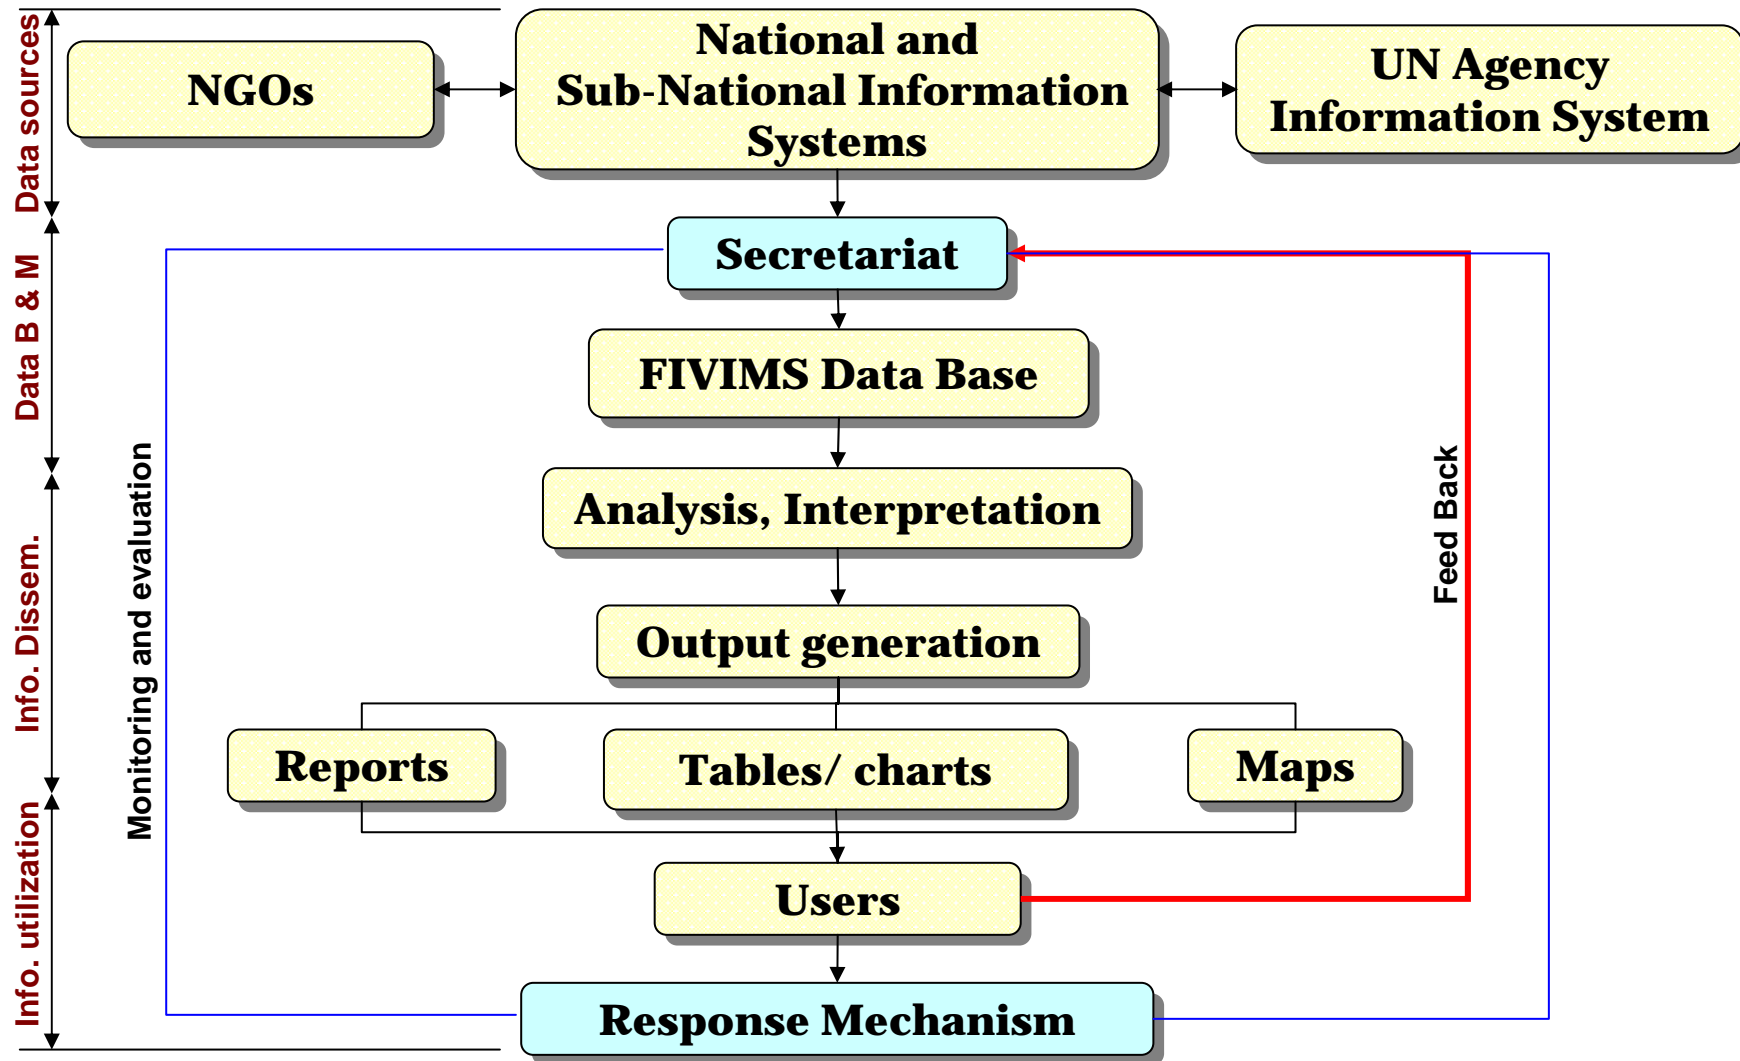 Data sources
NGOs
National and
Sub-National Information
Systems
UN Agency
Information System
Data B & M
Secretariat
FIVIMS Data Base
Monitoring and evaluation
Feed Back
Info. Dissem.
Analysis, Interpretation
Output generation
Reports
Tables/ charts
Maps
Info. utilization
Users
Response Mechanism